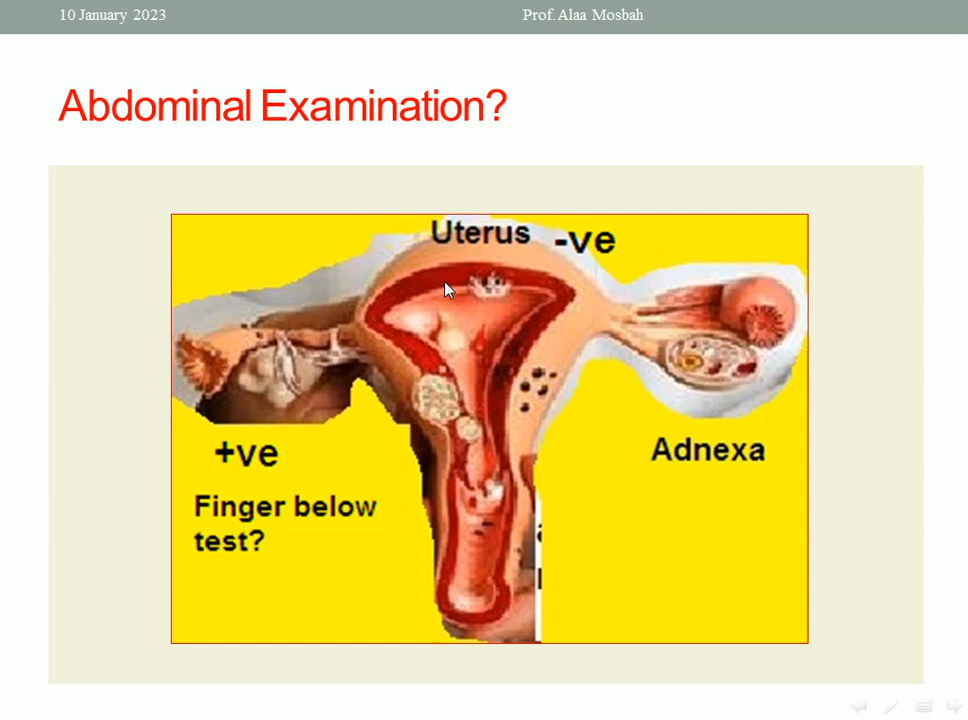 10 January 2023
Prof. Alaa Mosbah
Abdominal Examination?
Uterus -ve
+ve
Adnexa
Finger below
test?